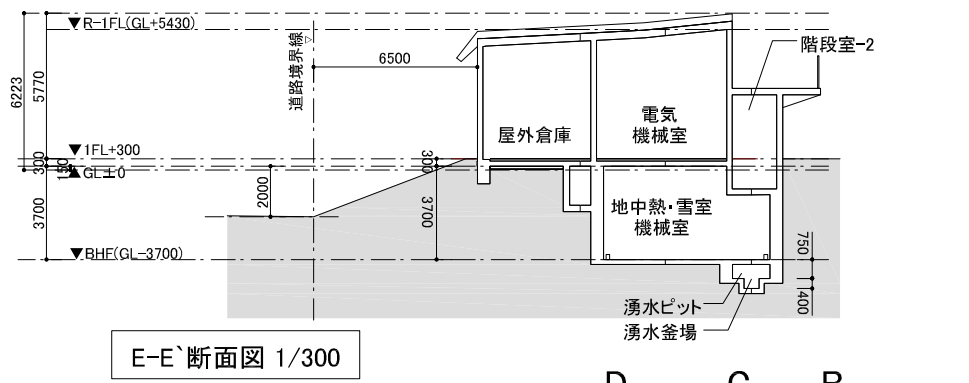 ▼R-1FL(GL+5430)
道路境界線
6500
階段室-2
6223
5770
屋外倉庫
電気
機械室
▼1FL+300
300
150
▲GL±0
300
2000
3700
3700
地中熱・雪室
機械室
▼BHF(GL-3700)
750
400
湧水ピット
湧水釜場
E-E`断面図 1/300
D C B